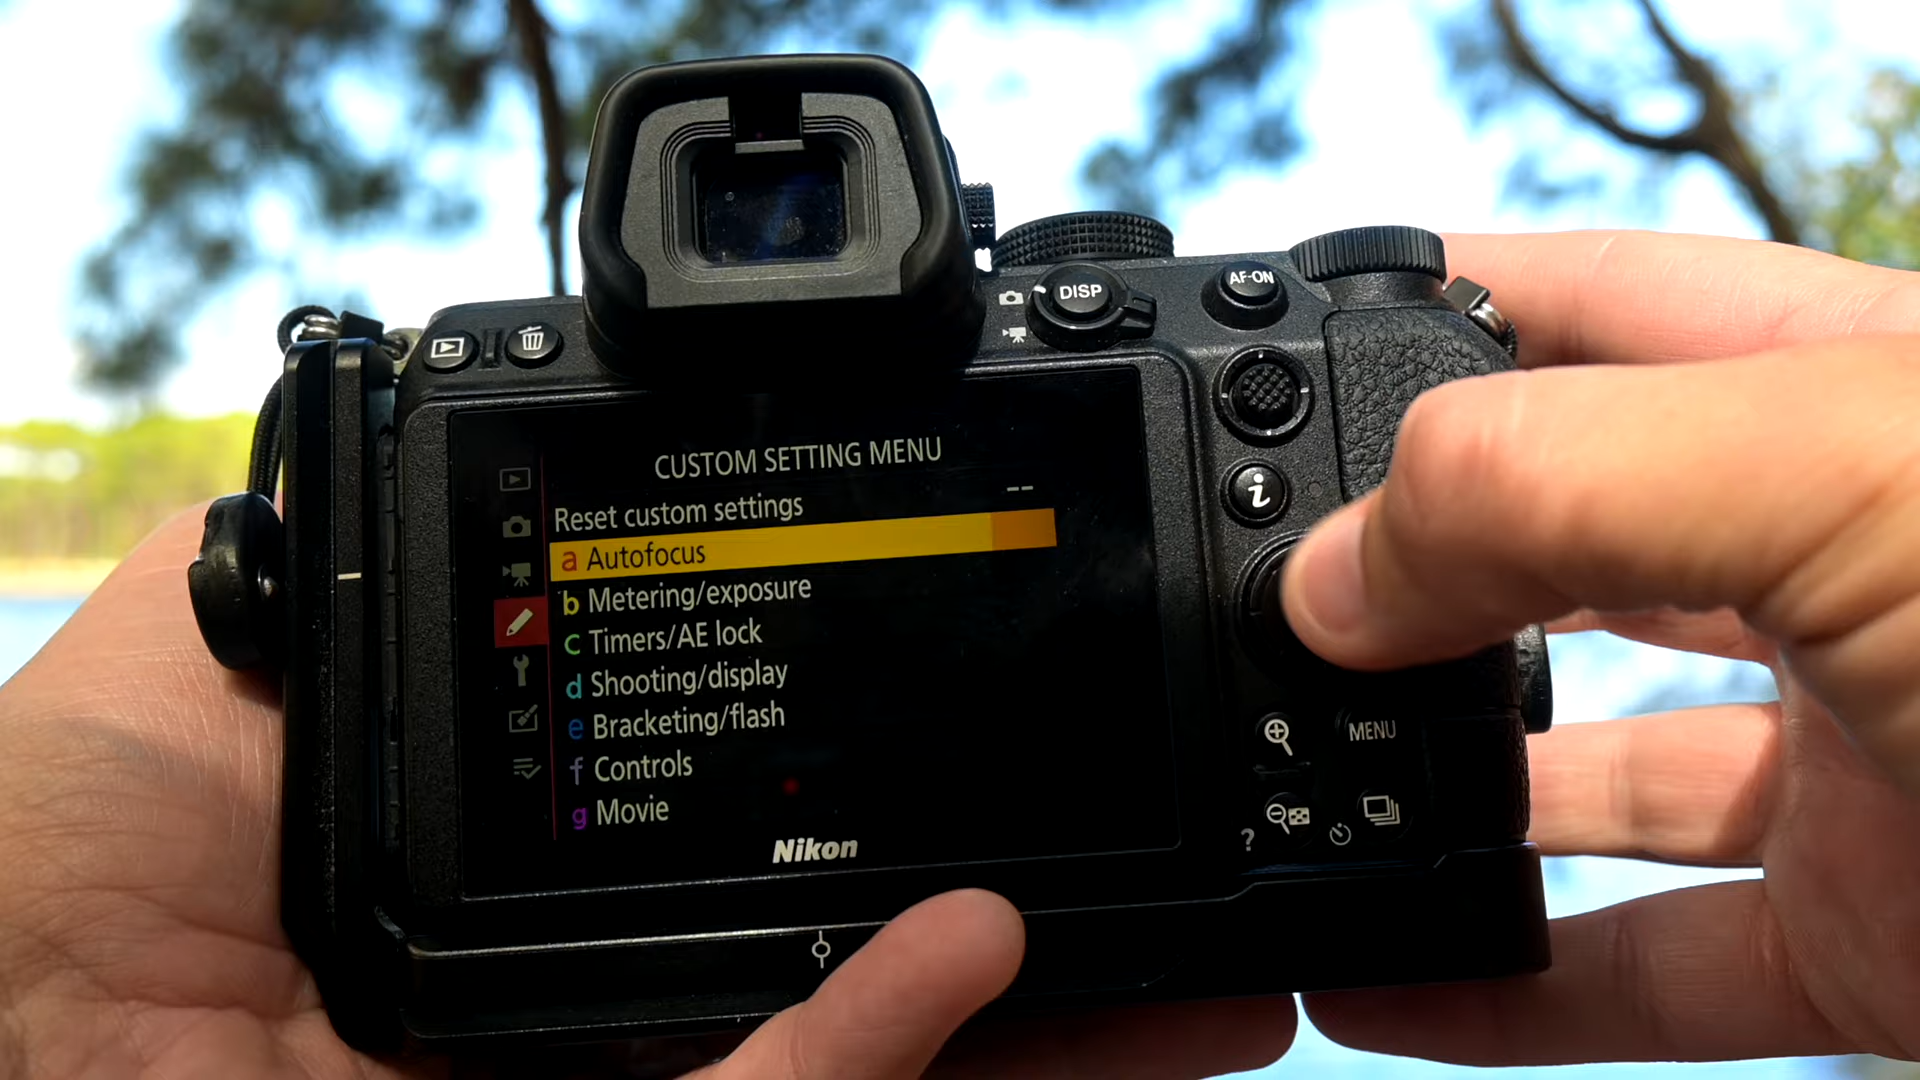 DISP
AF-ON
CUSTOM SETTING MENU
Reset custom settings --
a Autofocus
b Metering/exposure
c Timers/AE lock
d Shooting/display
e Bracketing/flash
f Controls
g Movie
i
MENU
?
Nikon